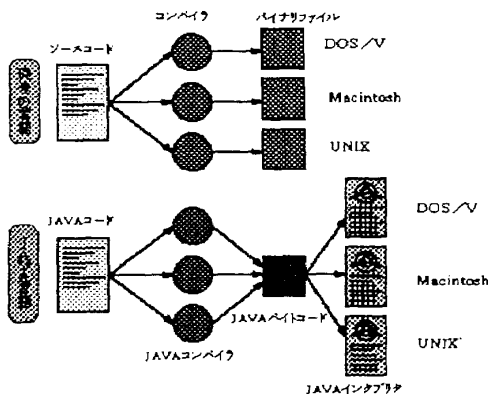 コンパイラ
バイナリファイル
ソースコード
DOS/V
Macintosh
UNIX
JAVAコード
DOS/V
Macintosh
JAVAバイトコード
UNIX
JAVAコンパイラ
JAVAインタプリタ